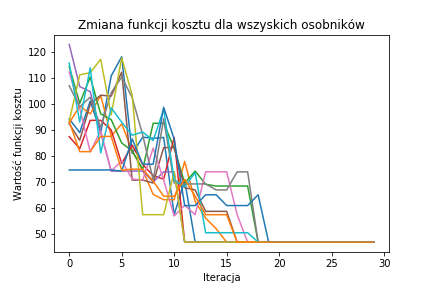 Zmiana funkcji kosztu dla wszyskich osobników
Wartość funkcji kosztu
120
110
100
90
80
70
60
50
0 5 10 15 20 25 30
Iteracja